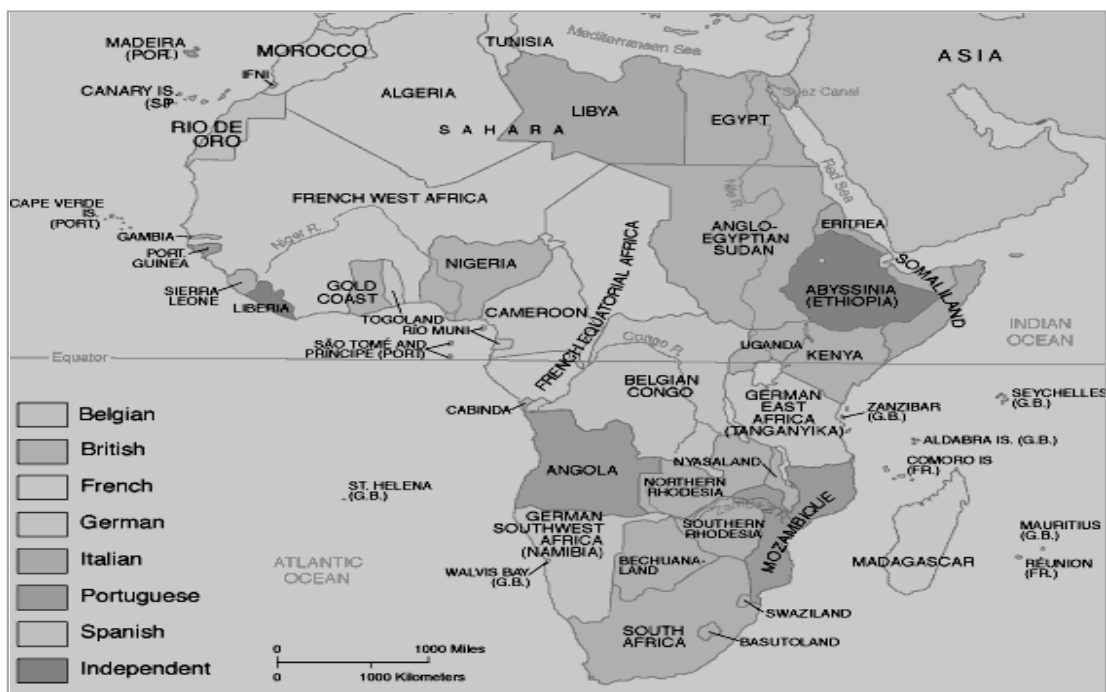 MADEIRA
(PORT.)
MOROCCO
TUNISIA
Mediterranean Sea
ASIA
IFNI
CANARY IS.
(SP.
ALGERIA
LIBYA
EGYPT
Suez Canal
SAHARA
RIO DE
ORO
FRENCH WEST AFRICA
Nile R.
Red Sea
CAPE VERDE
IS.
(PORT.)
GAMBIA
PORT.
GUINEA
Niger R.
NIGERIA
FRENCH EQUATORIAL AFRICA
ANGLO-
EGYPTIAN
SUDAN
ERITREA
SOMALILAND
SIERRA
LEONE
LIBERIA
GOLD
COAST
TOGOLAND
CAMEROON
RÍO MUNI
ABYSSINIA
(ETHIOPIA)
INDIAN
OCEAN
SÃO TOMÉ AND
PRINCIPE (PORT)
Equator
Congo R.
UGANDA
KENYA
BELGIAN
CONGO
CABINDA
GERMAN
EAST
AFRICA
(TANGANYIKA)
ZANZIBAR
(G.B.)
SEYCHELLES
(G.B.)
ALDABRA IS. (G.B.)
COMORO IS
(FR.)
Belgian
British
French
German
Italian
Portuguese
Spanish
Independent
ST. HELENA
(G.B.)
ANGOLA
NYASALAND
NORTHERN
RHODESIA
MOZAMBIQUE
ATLANTIC
OCEAN
GERMAN
SOUTHWEST
AFRICA
(NAMIBIA)
SOUTHERN
RHODESIA
MADAGASCAR
MAURITIUS
(G.B.)
RÉUNION
(FR.)
WALVIS BAY
(G.B.)
BECHUANA-
LAND
SWAZILAND
SOUTH
AFRICA
BASUTOLAND
0 1000 Miles
0 1000 Kilometers